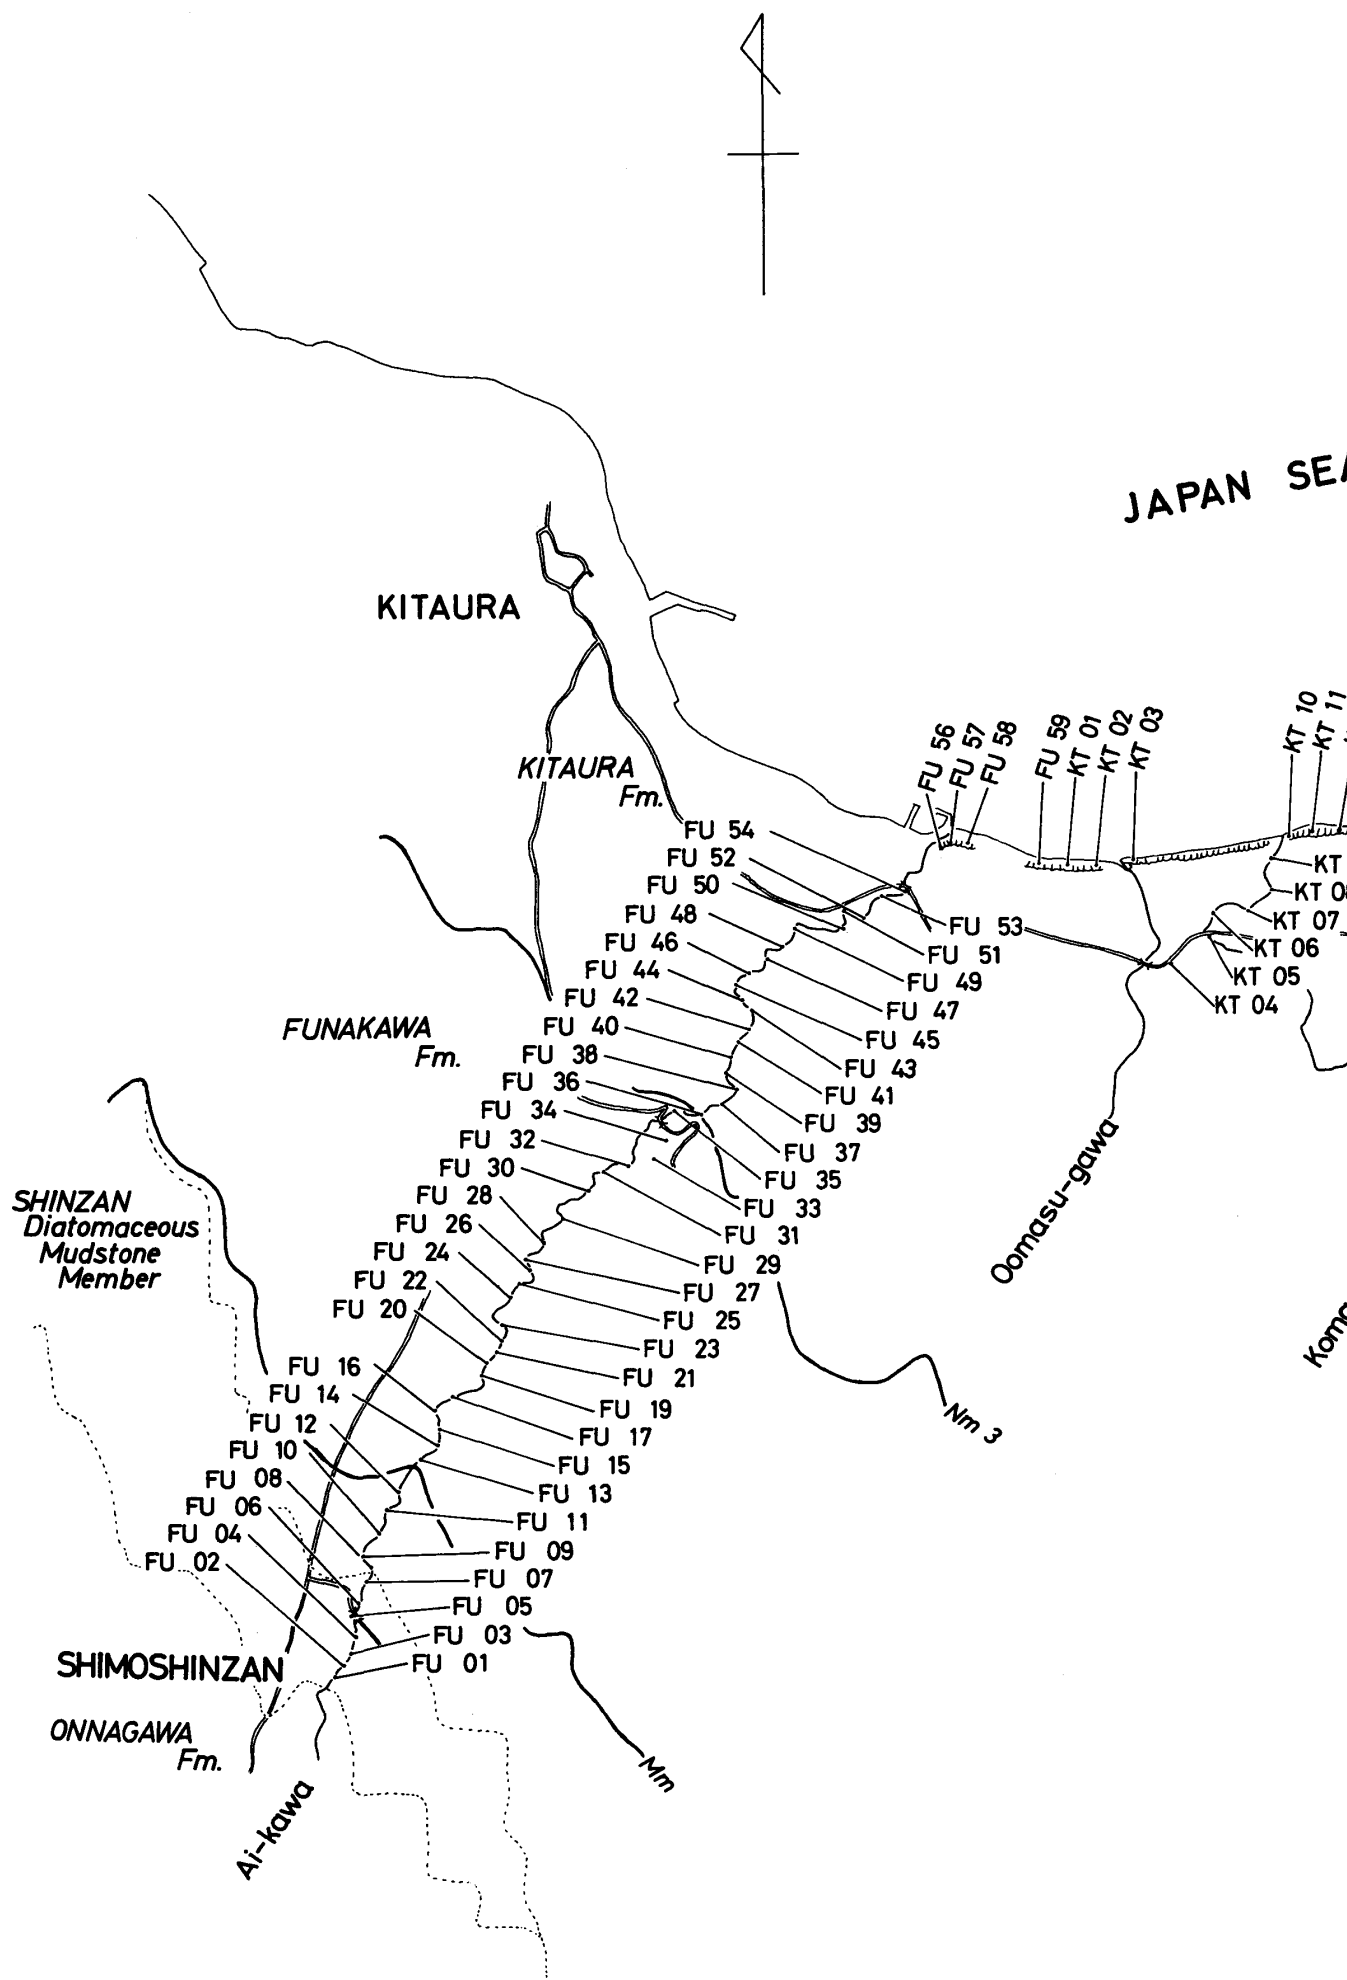 JAPAN SEA
KITAURA
KITAURA
Fm.
FU 56
FU 57
FU 58
FU 59
KT 01
KT 02
KT 03
KT 10
KT 11
FU 54
FU 52
FU 50
FU 48
FU 46
FU 44
FU 42
FU 40
FU 38
FU 36
FU 34
FU 32
FU 30
FU 28
FU 26
FU 24
FU 22
FU 20
FU 16
FU 14
FU 12
FU 10
FU 08
FU 06
FU 04
FU 02
KT
KT 08
KT 07
KT 06
KT 05
KT 04
FU 53
FU 51
FU 49
FU 47
FU 45
FU 43
FU 41
FU 39
FU 37
FU 35
FU 33
FU 31
FU 29
FU 27
FU 25
FU 23
FU 21
FU 19
FU 17
FU 15
FU 13
FU 11
FU 09
FU 07
FU 05
FU 03
FU 01
FUNAKAWA
Fm.
SHINZAN
Diatomaceous
Mudstone
Member
Oomasu-gawa
Nm 3
Mm
SHIMOSHINZAN
ONNAGAWA
Fm.
Ai-kawa